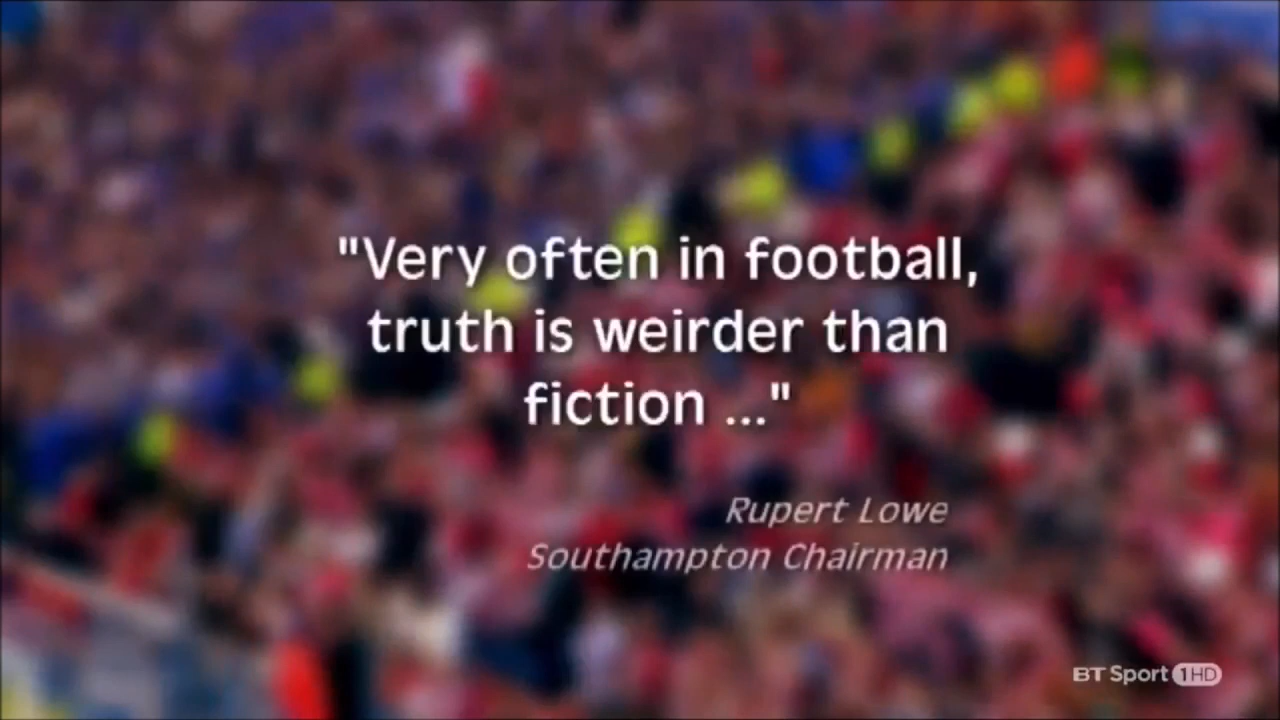 "Very often in football,
truth is weirder than
fiction ..."
Rupert Lowe
Southampton Chairman
BT Sport 1HD